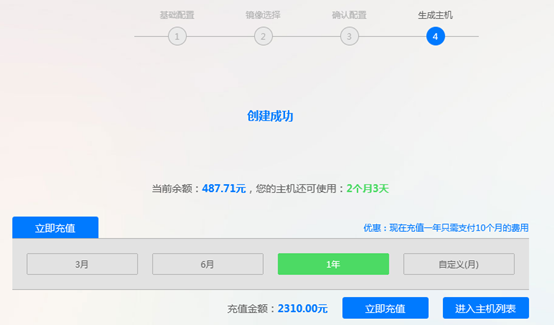 基础配置 镜像选择 确认配置 生成主机
1 2 3 4
创建成功
当前余额：487.71元，您的主机还可使用：2个月3天
立即充值 优惠：现在充值一年只需支付10个月的费用
3月 6月 1年 自定义(月)
充值金额：2310.00元 立即充值 进入主机列表